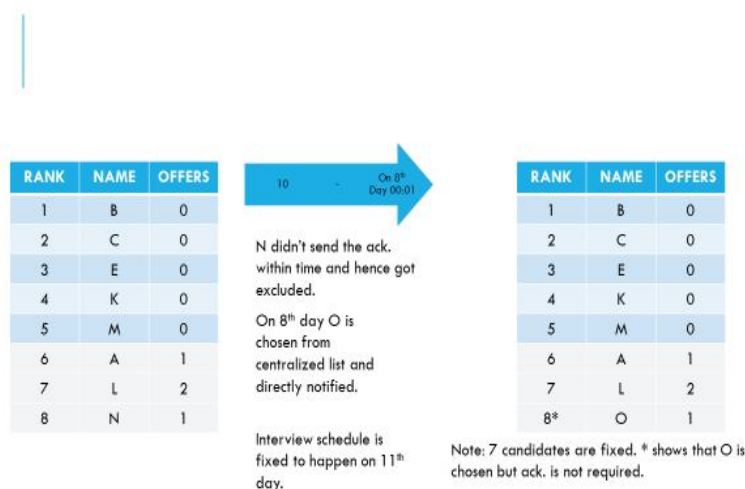 RANK NAME OFFERS
1 B 0
2 C 0
3 E 0
4 K 0
5 M 0
6 A 1
7 L 2
8 N 1
10 - On 8th
Day 00:01
N didn't send the ack.
within time and hence got
excluded.
On 8th day O is
chosen from
centralized list and
directly notified.
Interview schedule is
fixed to happen on 11th
day.
RANK NAME OFFERS
1 B 0
2 C 0
3 E 0
4 K 0
5 M 0
6 A 1
7 L 2
8* O 1
Note: 7 candidates are fixed. * shows that O is
chosen but ack. is not required.